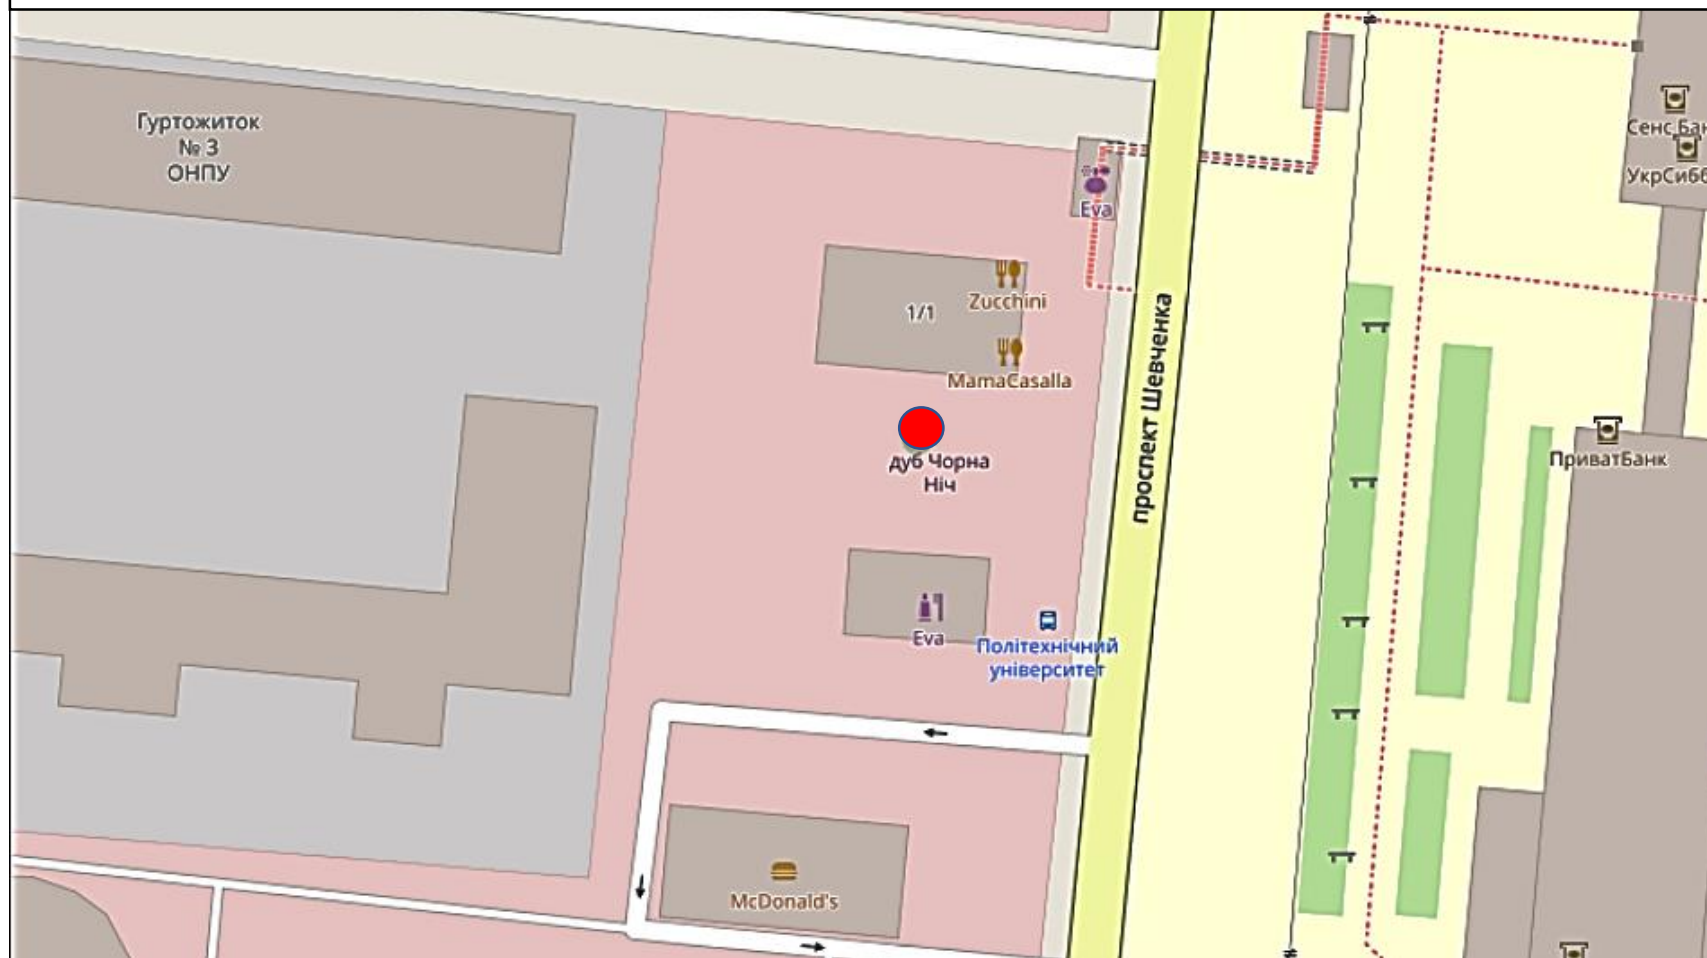 Гуртожиток
№ 3
ОНПУ
Сенс Бан
УкрСибб
Eva
Zucchini
1/1
MamaCasalla
проспект Шевченка
дуб Чорна
Ніч
ПриватБанк
Eva
Політехнічний
університет
McDonald's